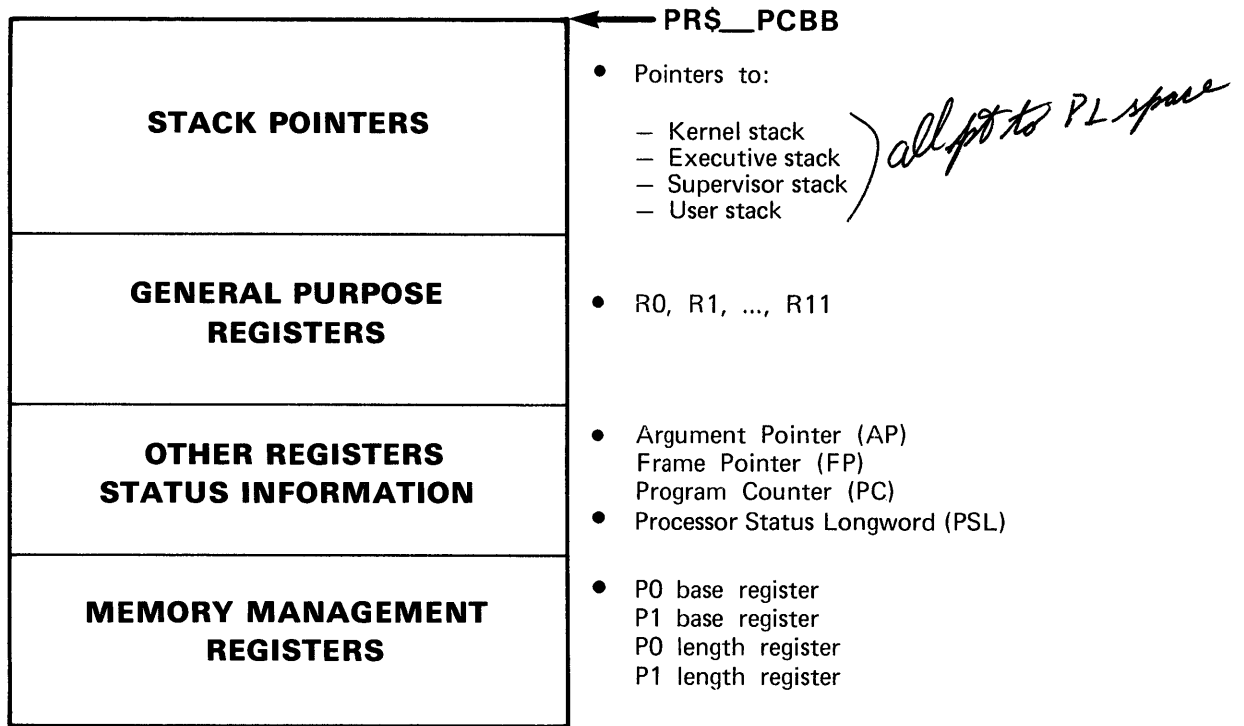 PR$__PCBB
STACK POINTERS
• Pointers to:
— Kernel stack
— Executive stack
— Supervisor stack
— User stack
all pt to PL space
GENERAL PURPOSE
REGISTERS
• R0, R1, ..., R11
OTHER REGISTERS
STATUS INFORMATION
• Argument Pointer (AP)
Frame Pointer (FP)
Program Counter (PC)
• Processor Status Longword (PSL)
MEMORY MANAGEMENT
REGISTERS
• P0 base register
P1 base register
P0 length register
P1 length register